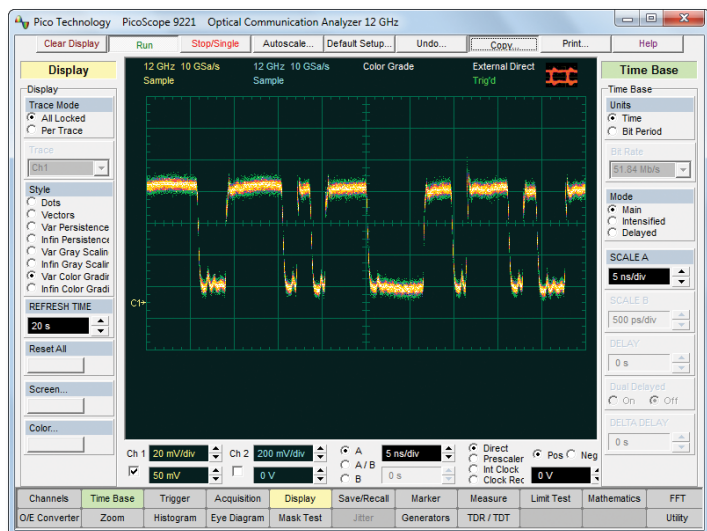 Pico Technology PicoScope 9221 Optical Communication Analyzer 12 GHz
Clear Display Run Stop/Single Autoscale... Default Setup... Undo... Copy... Print... Help
Display
Display
Trace Mode
All Locked
Per Trace
Trace
Ch1
Style
Dots
Vectors
Var Persistence
Infin Persistence
Var Gray Scalin
Infin Gray Scalir
Var Color Gradir
Infin Color Gradi
REFRESH TIME
20 s
Reset All
Screen...
Color...
12 GHz 10 GSa/s 12 GHz 10 GSa/s Color Grade External Direct
Sample Sample Trig'd
C1+
Time Base
Time Base
Units
Time
Bit Period
Bit Rate
51.84 Mb/s
Mode
Main
Intensified
Delayed
SCALE A
5 ns/div
SCALE B
500 ps/div
DELAY
0 s
Dual Delayed
On Off
DELTA DELAY
0 s
Ch 1 20 mV/div Ch 2 200 mV/div A 5 ns/div Direct Pos Neg
50 mV 0 V A/B B 0 s Prescaler Int Clock Clock Rec 0 V
Channels Time Base Trigger Acquisition Display Save/Recall Marker Measure Limit Test Mathematics FFT
O/E Converter Zoom Histogram Eye Diagram Mask Test Jitter Generators TDR / TDT Utility